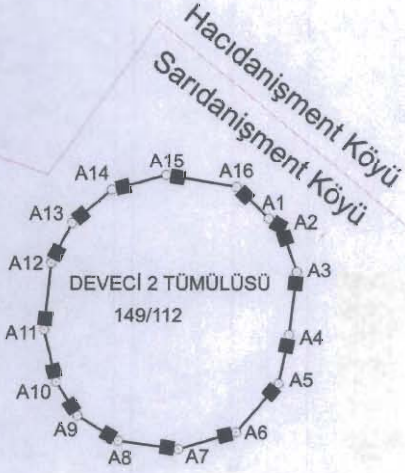 Hacıdanişment Köyü
Sarıdanişment Köyü
A15
A14
A16
A13
A1
A2
A12
A3
DEVECİ 2 TÜMÜLÜSÜ
149/112
A11
A4
A10
A5
A9
A6
A8
A7